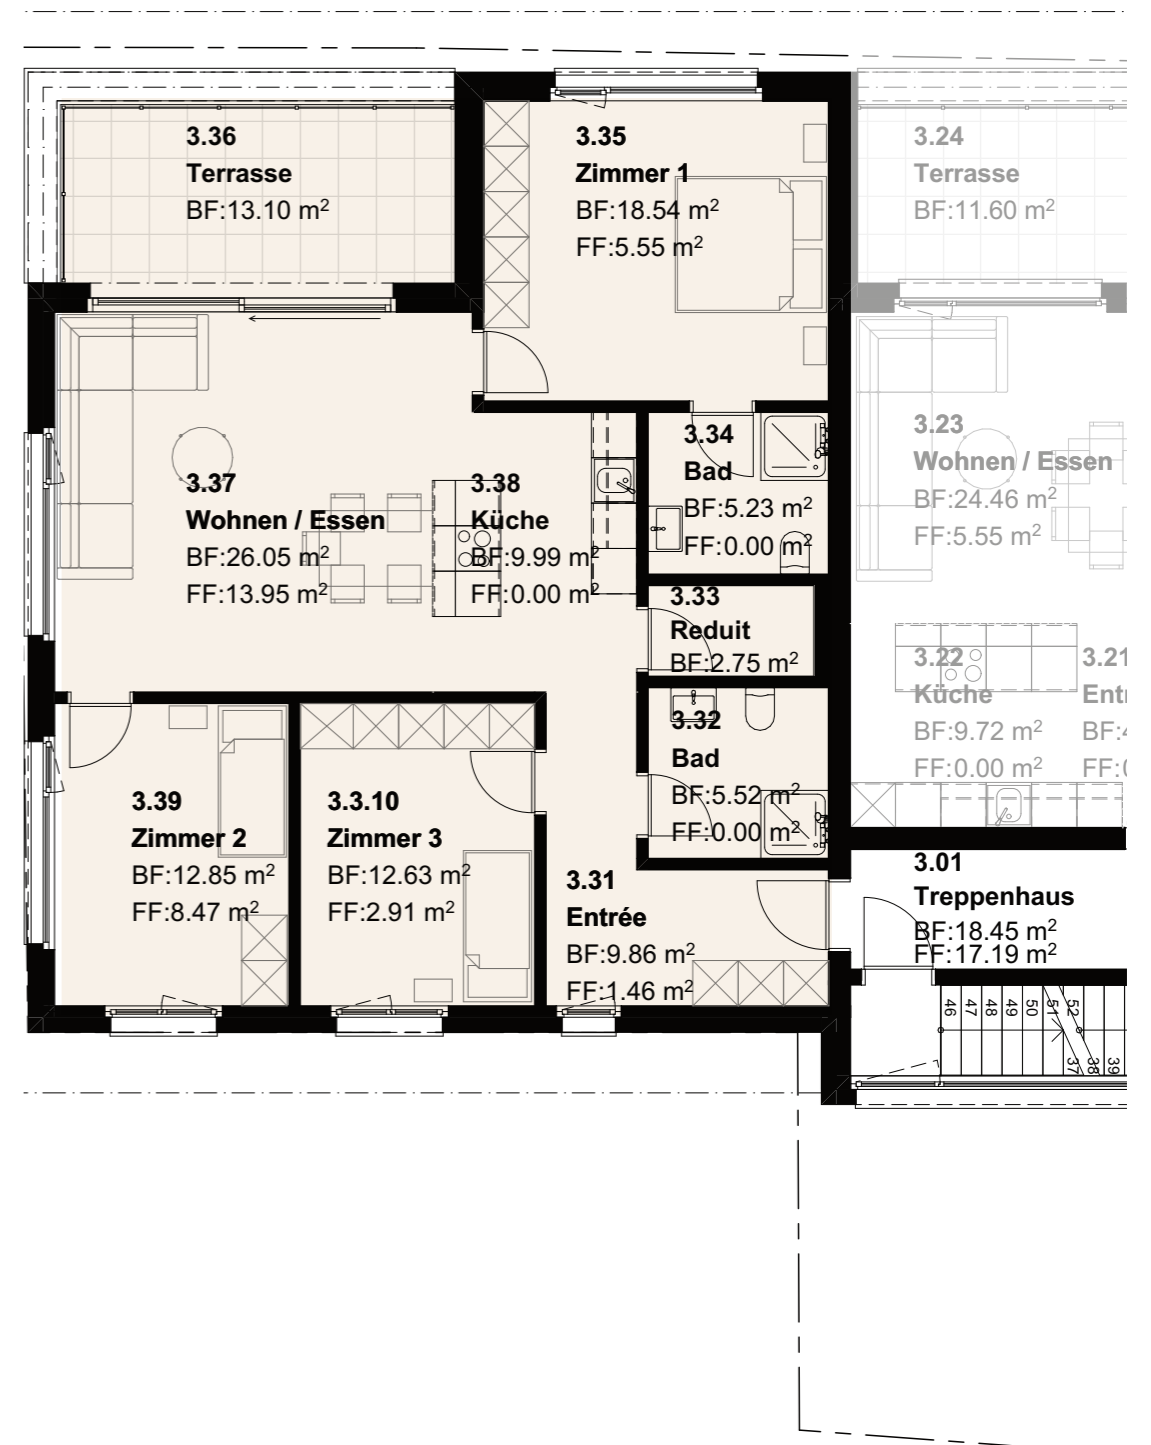 3.36
Terrasse
BF:13.10 m²
3.35
Zimmer 1
BF:18.54 m²
FF:5.55 m²
3.24
Terrasse
BF:11.60 m²
3.37
Wohnen / Essen
BF:26.05 m²
FF:13.95 m²
3.38
Küche
BF:9.99 m²
FF:0.00 m²
3.34
Bad
BF:5.23 m²
FF:0.00 m²
3.23
Wohnen / Essen
BF:24.46 m²
FF:5.55 m²
3.33
Reduit
BF:2.75 m²
3.32
Bad
BF:5.52 m²
FF:0.00 m²
3.22
Küche
BF:9.72 m²
FF:0.00 m²
3.21
Entr
BF:4
FF:0
3.39
Zimmer 2
BF:12.85 m²
FF:8.47 m²
3.3.10
Zimmer 3
BF:12.63 m²
FF:2.91 m²
3.31
Entrée
BF:9.86 m²
FF:1.46 m²
3.01
Treppenhaus
BF:18.45 m²
FF:17.19 m²
46 47 48 49 50 51 52
37 38 39